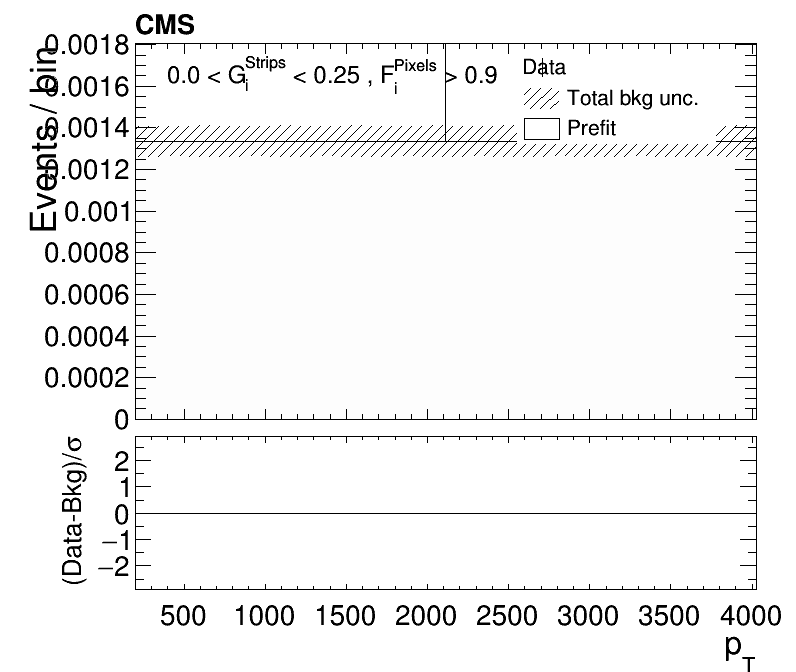 CMS
Events / bin
0.0018
0.0016
0.0014
0.0012
0.001
0.0008
0.0006
0.0004
0.0002
0
0.0 < G_i^Strips < 0.25 , F_i^Pixels > 0.9
Data
Total bkg unc.
Prefit
(Data-Bkg)/σ
2
1
0
−1
−2
500 1000 1500 2000 2500 3000 3500 4000
p_T